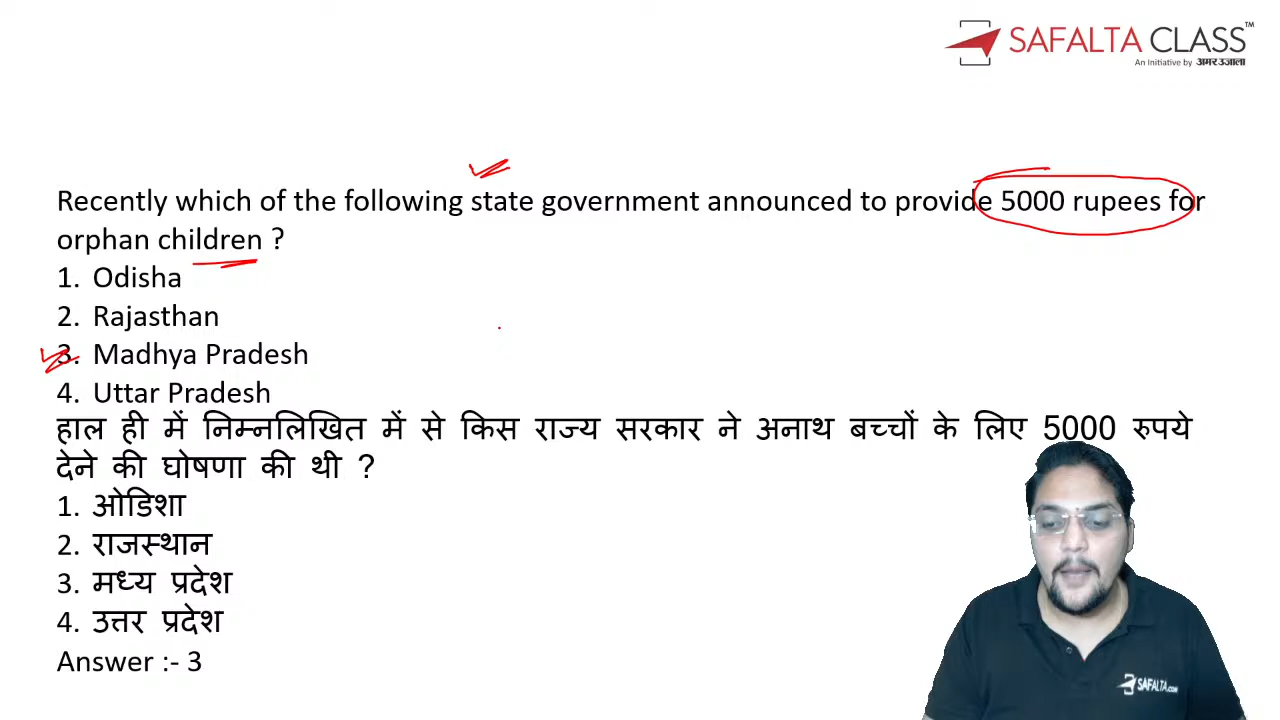 SAFALTA CLASS™
An Initiative by अमर उजाला
Recently which of the following state government announced to provide 5000 rupees for
orphan children ?
1. Odisha
2. Rajasthan
3. Madhya Pradesh
4. Uttar Pradesh
हाल ही में निम्नलिखित में से किस राज्य सरकार ने अनाथ बच्चों के लिए 5000 रुपये
देने की घोषणा की थी ?
1. ओडिशा
2. राजस्थान
3. मध्य प्रदेश
4. उत्तर प्रदेश
Answer :- 3
SAFALTA.COM